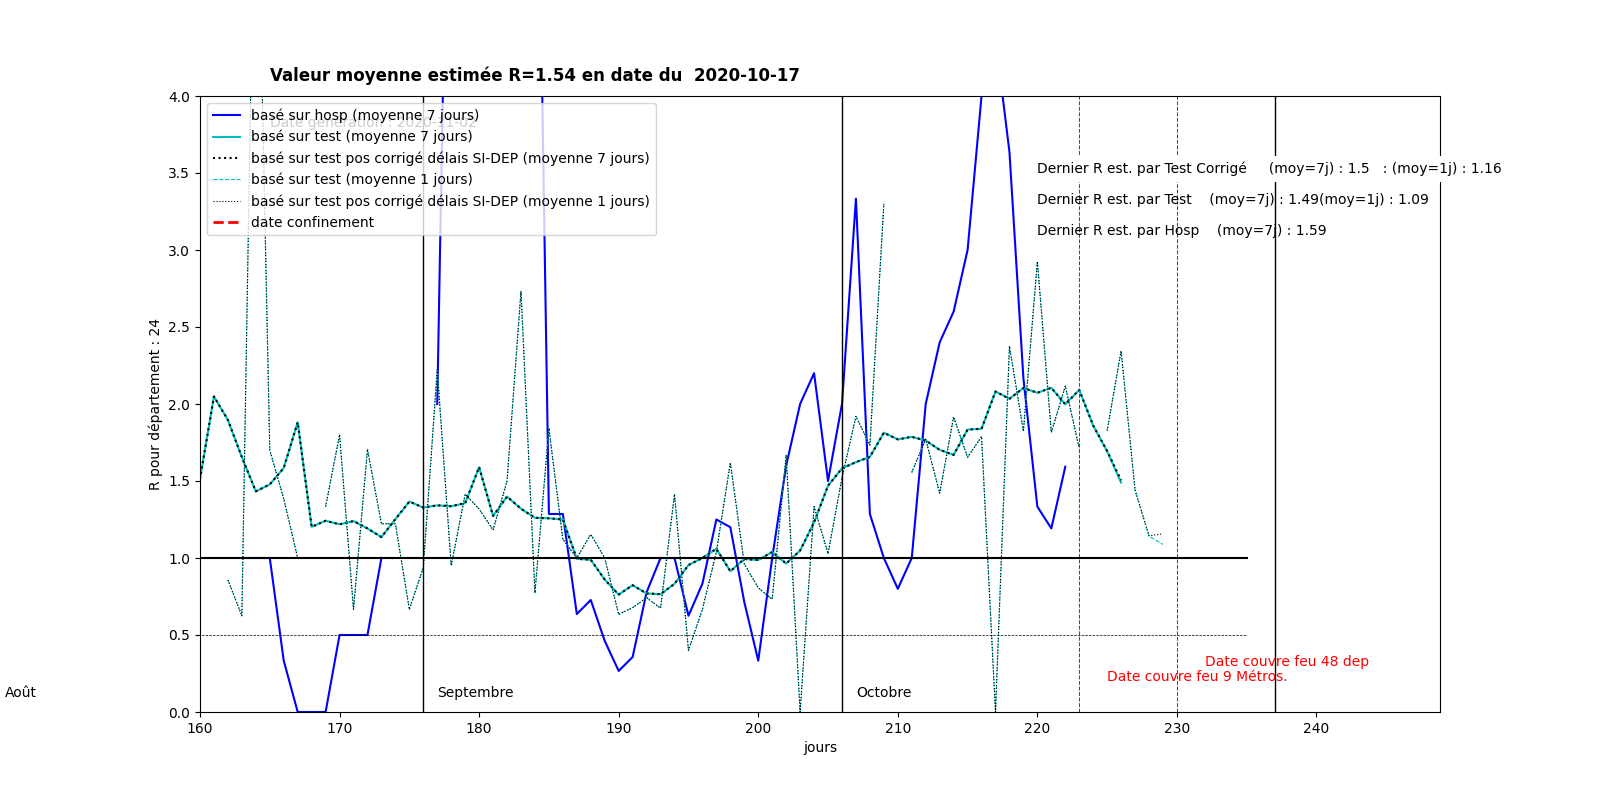 Valeur moyenne estimée R=1.54 en date du  2020-10-17
Date génération : 2020-11-02
basé sur hosp (moyenne 7 jours)
basé sur test (moyenne 7 jours)
basé sur test pos corrigé délais SI-DEP (moyenne 7 jours)
basé sur test (moyenne 1 jours)
basé sur test pos corrigé délais SI-DEP (moyenne 1 jours)
date confinement
Dernier R est. par Test Corrigé     (moy=7j) : 1.5   : (moy=1j) : 1.16
Dernier R est. par Test    (moy=7j) : 1.49(moy=1j) : 1.09
Dernier R est. par Hosp    (moy=7j) : 1.59
4.0
3.5
3.0
2.5
2.0
1.5
1.0
0.5
0.0
R pour département : 24
Date couvre feu 48 dep
Date couvre feu 9 Métros.
Août
Septembre
Octobre
160 170 180 190 200 210 220 230 240
jours